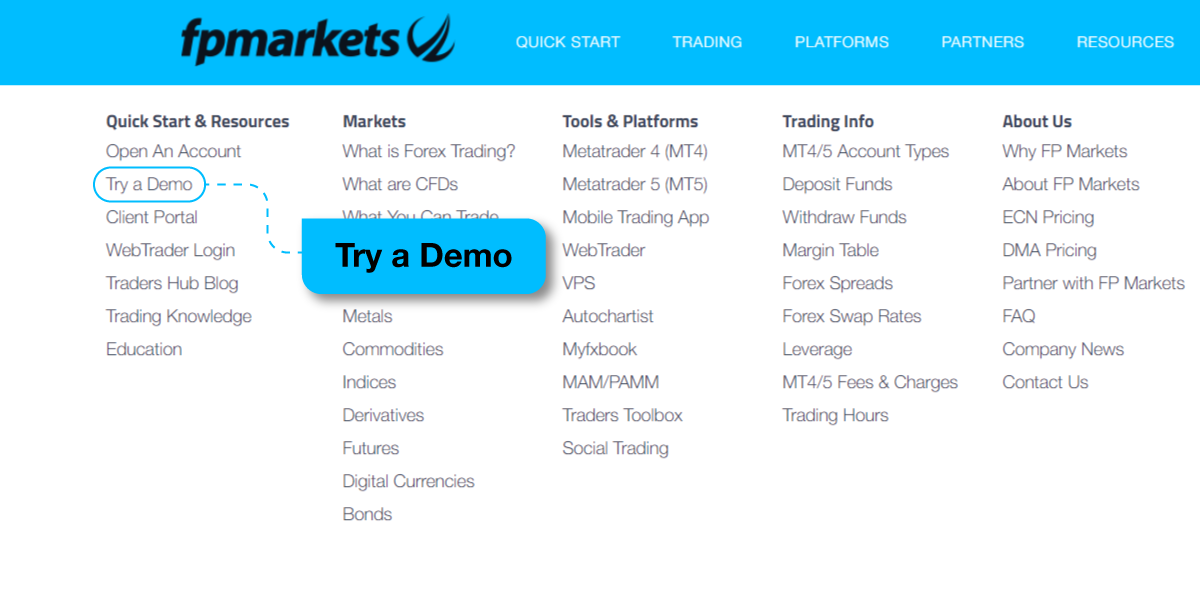 fpmarkets
QUICK START
TRADING
PLATFORMS
PARTNERS
RESOURCES
Quick Start & Resources
Open An Account
Try a Demo
Client Portal
WebTrader Login
Traders Hub Blog
Trading Knowledge
Education
Markets
What is Forex Trading?
What are CFDs
What You Can Trade
Try a Demo
Metals
Commodities
Indices
Derivatives
Futures
Digital Currencies
Bonds
Tools & Platforms
Metatrader 4 (MT4)
Metatrader 5 (MT5)
Mobile Trading App
WebTrader
VPS
Autochartist
Myfxbook
MAM/PAMM
Traders Toolbox
Social Trading
Trading Info
MT4/5 Account Types
Deposit Funds
Withdraw Funds
Margin Table
Forex Spreads
Forex Swap Rates
Leverage
MT4/5 Fees & Charges
Trading Hours
About Us
Why FP Markets
About FP Markets
ECN Pricing
DMA Pricing
Partner with FP Markets
FAQ
Company News
Contact Us